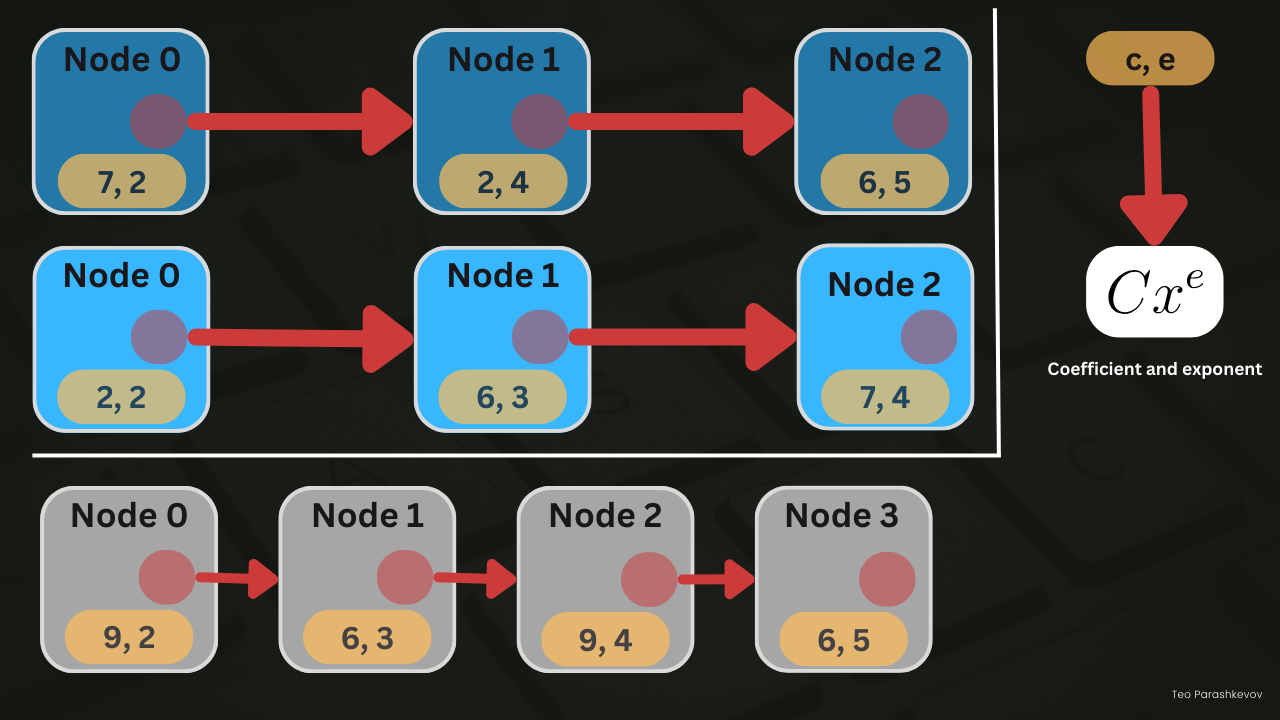 Node 0
Node 1
Node 2
7, 2
2, 4
6, 5
Node 0
Node 1
Node 2
2, 2
6, 3
7, 4
Node 0
Node 1
Node 2
Node 3
9, 2
6, 3
9, 4
6, 5
c, e
Cx^e
Coefficient and exponent
Teo Parashkevov